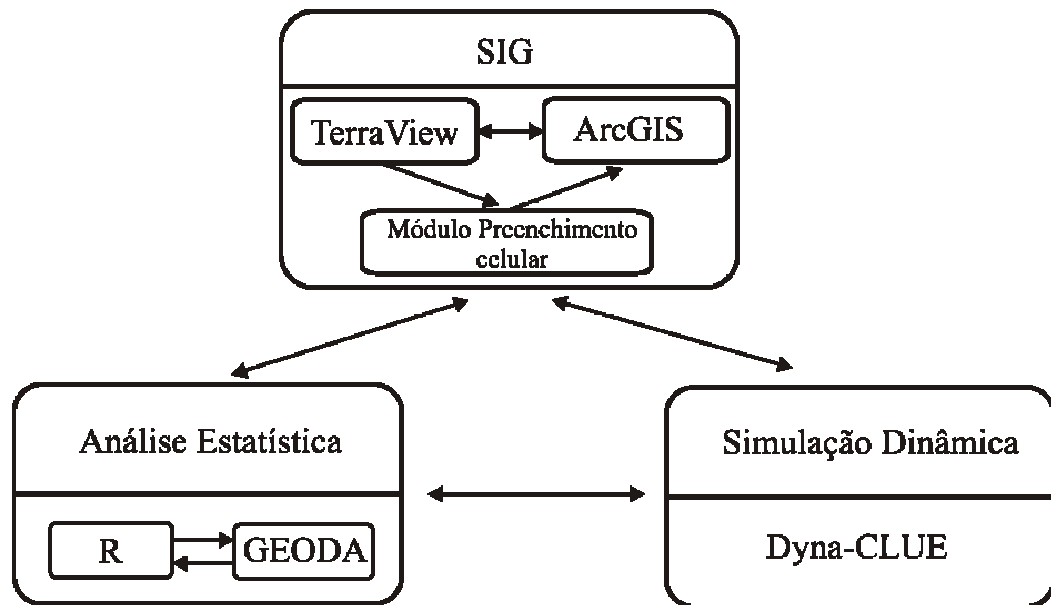 SIG
TerraView
ArcGIS
Módulo Preenchimento
celular
Análise Estatística
R
GEODA
Simulação Dinâmica
Dyna-CLUE